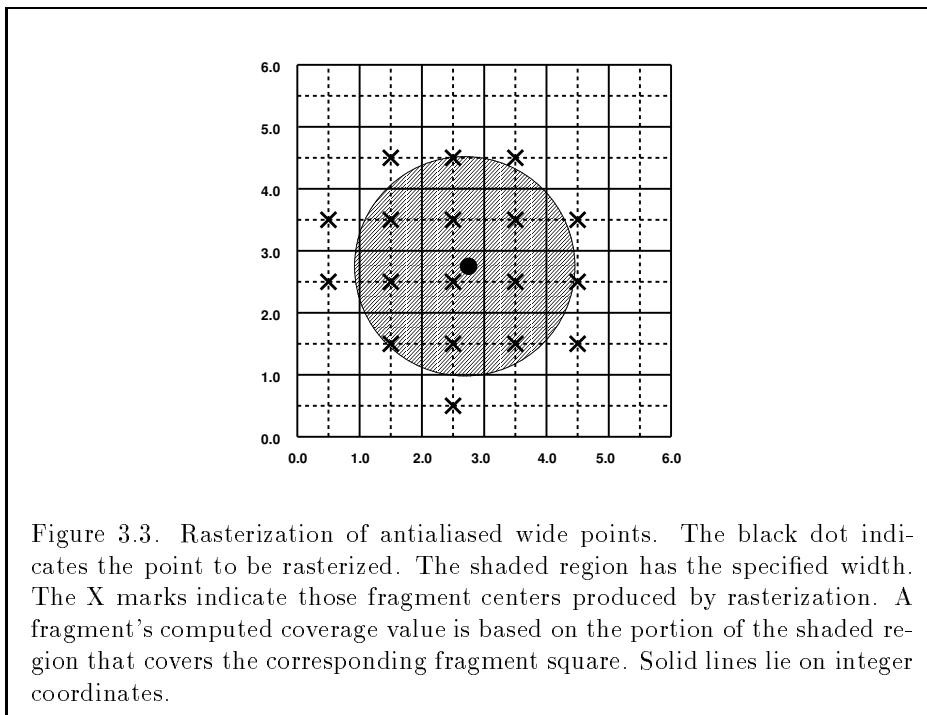 6.0
5.0
4.0
3.0
2.0
1.0
0.0
0.0 1.0 2.0 3.0 4.0 5.0 6.0
Figure 3.3. Rasterization of antialiased wide points. The black dot indi-
cates the point to be rasterized. The shaded region has the specified width.
The X marks indicate those fragment centers produced by rasterization. A
fragment's computed coverage value is based on the portion of the shaded re-
gion that covers the corresponding fragment square. Solid lines lie on integer
coordinates.